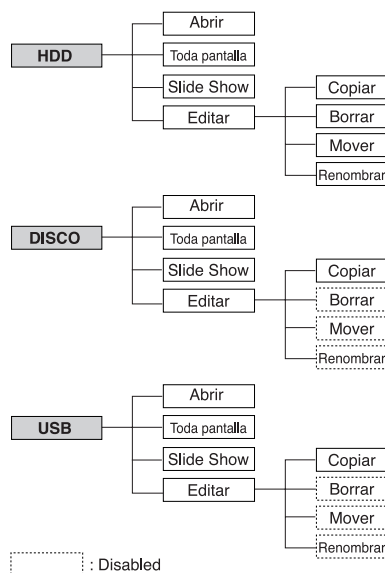 HDD
Abrir
Toda pantalla
Slide Show
Editar
Copiar
Borrar
Mover
Renombrar
DISCO
Abrir
Toda pantalla
Slide Show
Editar
Copiar
Borrar
Mover
Renombrar
USB
Abrir
Toda pantalla
Slide Show
Editar
Copiar
Borrar
Mover
Renombrar
: Disabled